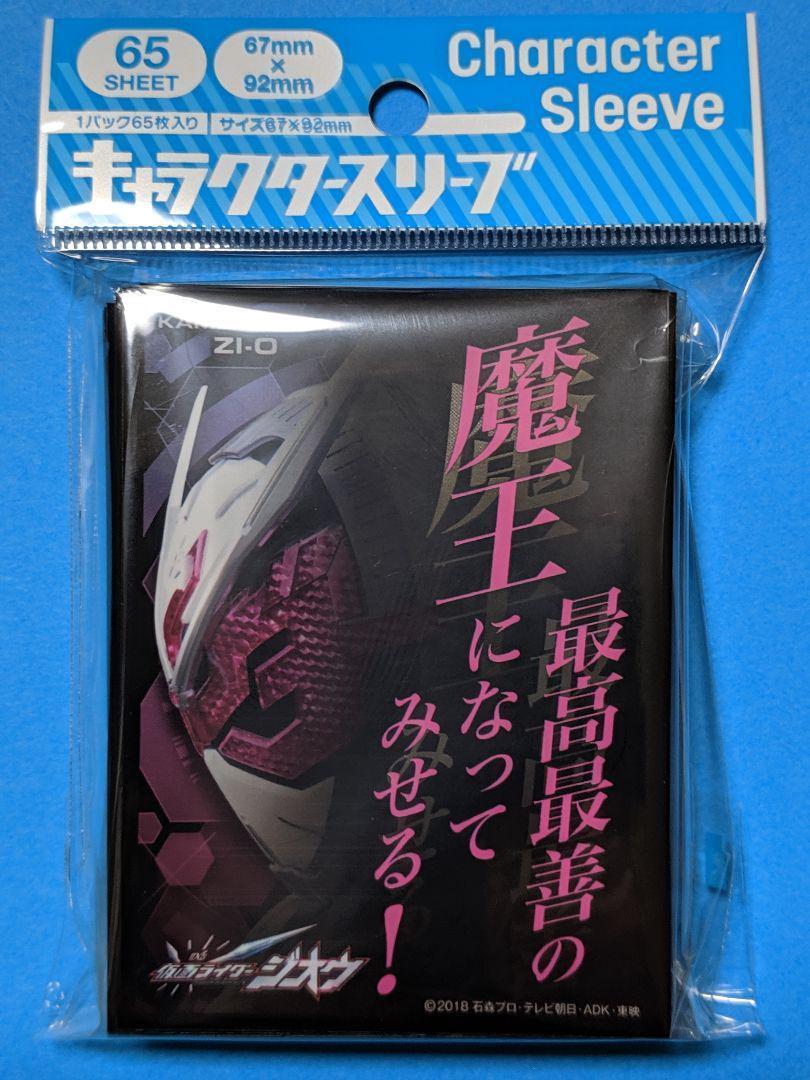 65
SHEET
67mm
×
92mm
Character
Sleeve
1パック65枚入り
サイズ67×92mm
キャラクタースリーブ
ZI-O
最高最善の
魔王になって
みせる!
仮面ライダー
ジオウ
©2018 石森プロ・テレビ朝日・ADK・東映